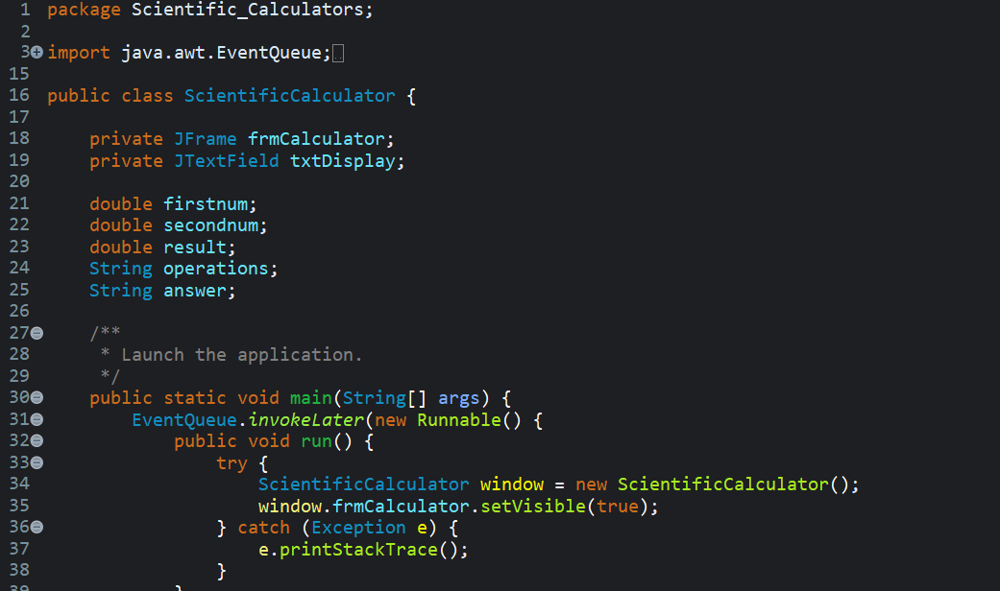 1 package Scientific_Calculators;
2
3 import java.awt.EventQueue;
15
16 public class ScientificCalculator {
17
18     private JFrame frmCalculator;
19     private JTextField txtDisplay;
20
21     double firstnum;
22     double secondnum;
23     double result;
24     String operations;
25     String answer;
26
27     /**
28      * Launch the application.
29      */
30     public static void main(String[] args) {
31         EventQueue.invokeLater(new Runnable() {
32             public void run() {
33                 try {
34                     ScientificCalculator window = new ScientificCalculator();
35                     window.frmCalculator.setVisible(true);
36                 } catch (Exception e) {
37                     e.printStackTrace();
38                 }
39             }